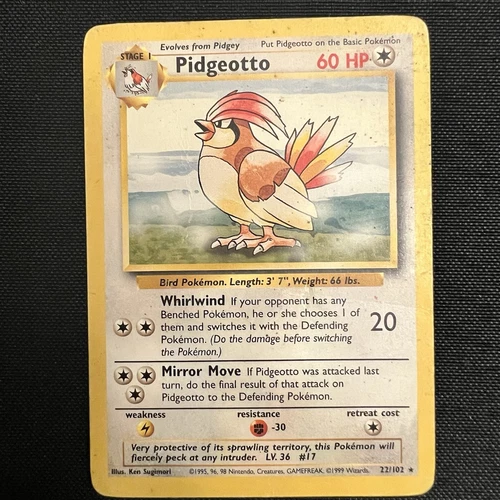 Evolves from Pidgey Put Pidgeotto on the Basic Pokémon
STAGE 1 Pidgeotto 60 HP
Bird Pokémon. Length: 3' 7", Weight: 66 lbs.
Whirlwind If your opponent has any
Benched Pokémon, he or she chooses 1 of
them and switches it with the Defending
Pokémon. (Do the damage before switching
the Pokémon.)
20
Mirror Move If Pidgeotto was attacked last
turn, do the final result of that attack on
Pidgeotto to the Defending Pokémon.
weakness resistance retreat cost
-30
Very protective of its sprawling territory, this Pokémon will
fiercely peck at any intruder. LV. 36 #17
Illus. Ken Sugimori ©1995, 96, 98 Nintendo, Creatures, GAMEFREAK. ©1999 Wizards. 22/102 ★